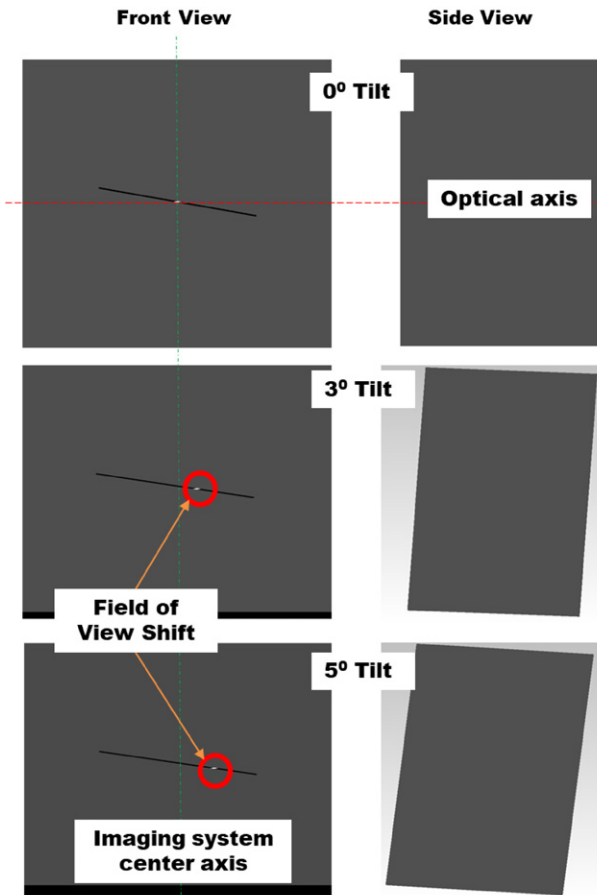 Front View
Side View
0⁰ Tilt
Optical axis
3⁰ Tilt
Field of
View Shift
5⁰ Tilt
Imaging system
center axis